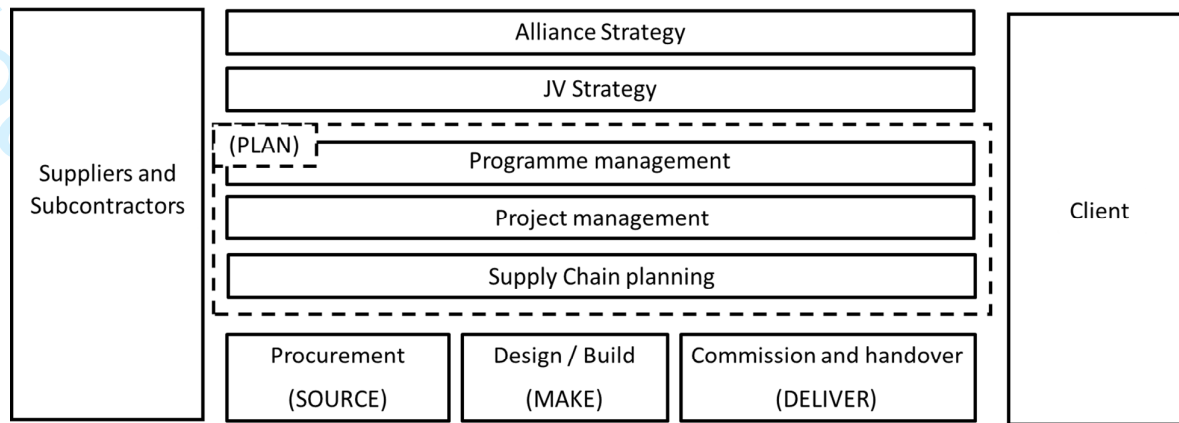 Suppliers and
Subcontractors
Alliance Strategy
JV Strategy
(PLAN)
Programme management
Project management
Supply Chain planning
Procurement
(SOURCE)
Design / Build
(MAKE)
Commission and handover
(DELIVER)
Client